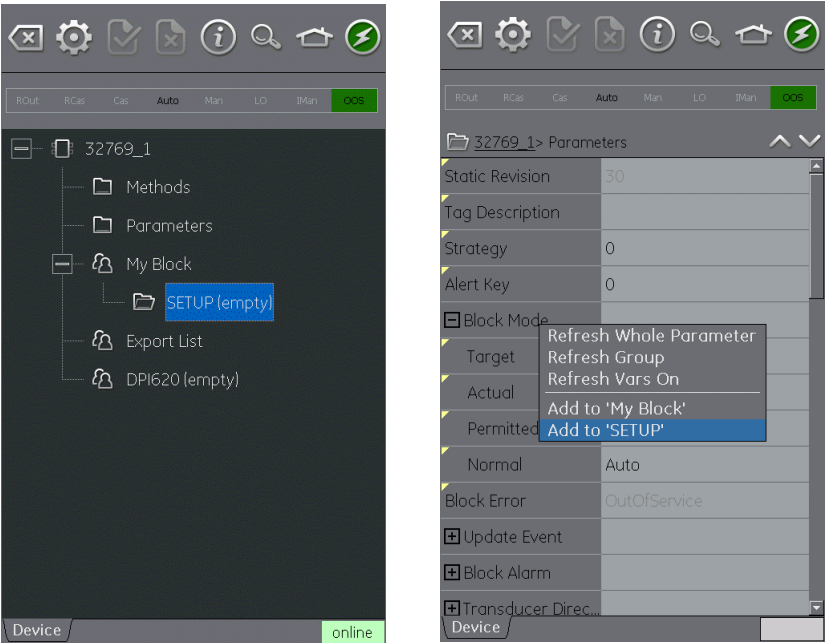 ROut RCas Cas Auto Man LO IMan OOS
32769_1
Methods
Parameters
My Block
SETUP (empty)
Export List
DPI620 (empty)
Device online
ROut RCas Cas Auto Man LO IMan OOS
32769_1> Parameters
Static Revision 30
Tag Description
Strategy 0
Alert Key 0
Block Mode
Refresh Whole Parameter
Target Refresh Group
Refresh Vars On
Actual
Add to 'My Block'
Permitted Add to 'SETUP'
Normal Auto
Block Error OutOfService
Update Event
Block Alarm
Transducer Direc...
Device